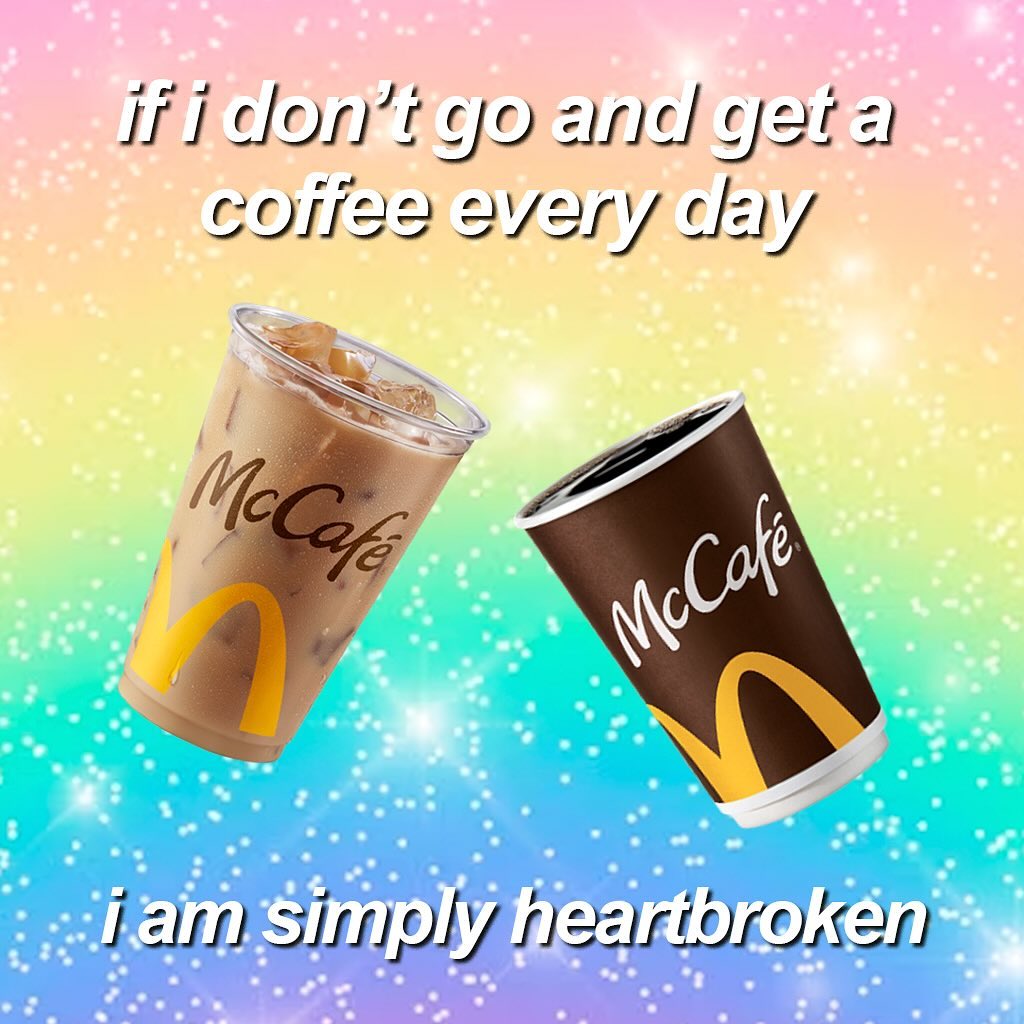 if i don’t go and get a
coffee every day
McCafé
McCafé®
i am simply heartbroken